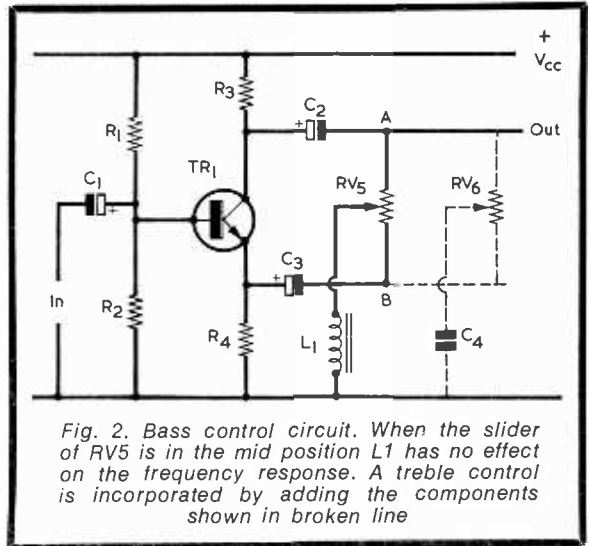 +
Vcc
R3
C2
A
+
Out
R1
TR1
RV5
RV6
C1
+
C3
+
B
In
R2
R4
L1
C4
Fig. 2. Bass control circuit. When the slider
of RV5 is in the mid position L1 has no effect
on the frequency response. A treble control
is incorporated by adding the components
shown in broken line